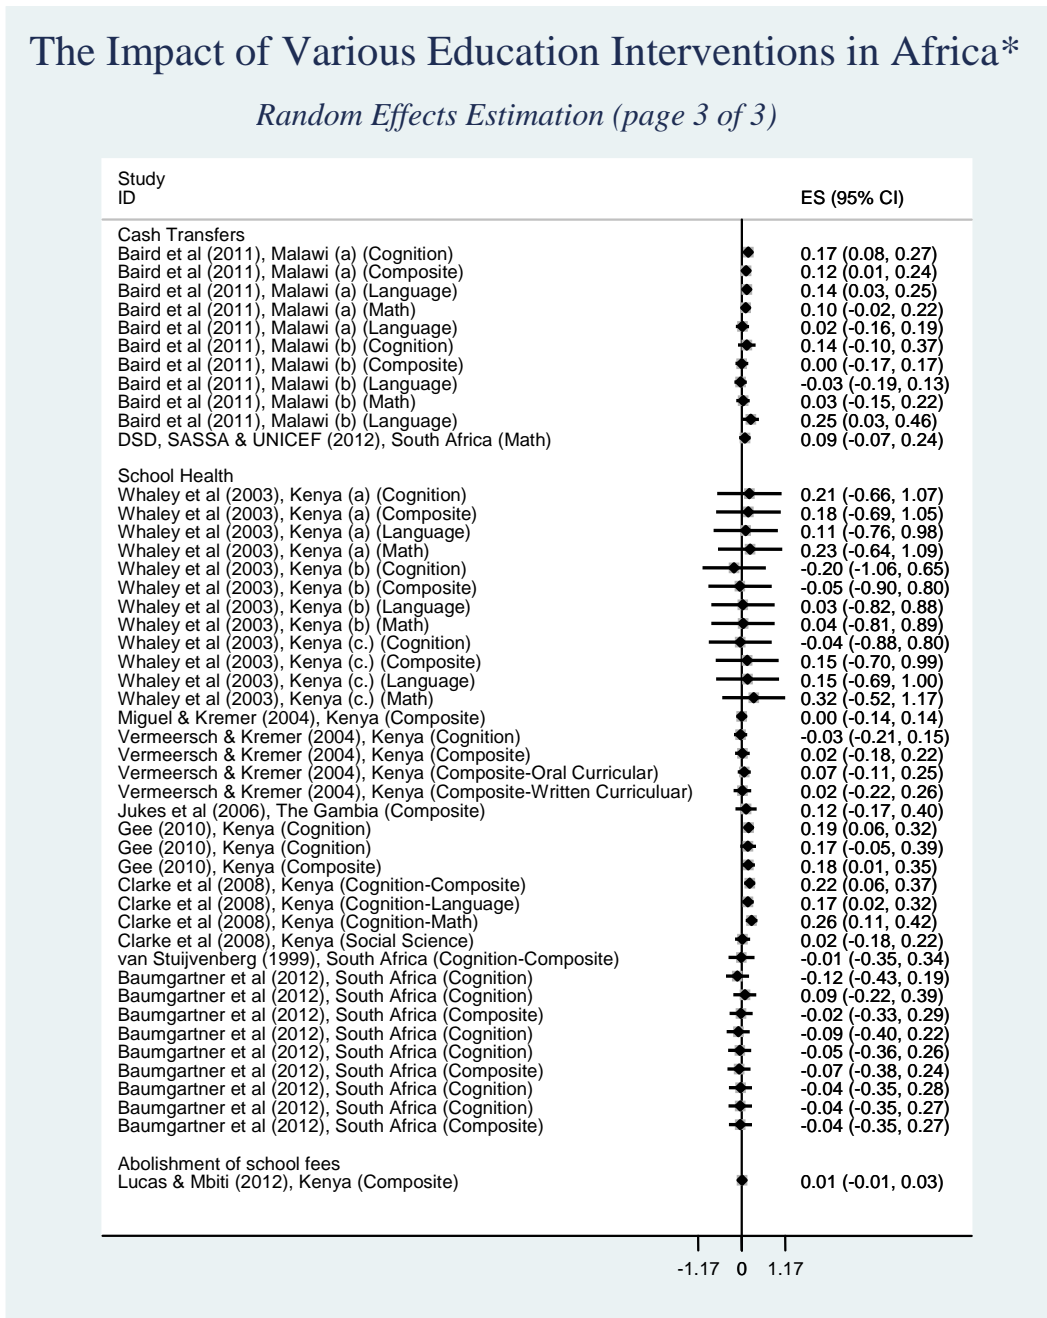 The Impact of Various Education Interventions in Africa*
Random Effects Estimation (page 3 of 3)
Study
ID ES (95% CI)
Cash Transfers
Baird et al (2011), Malawi (a) (Cognition) 0.17 (0.08, 0.27)
Baird et al (2011), Malawi (a) (Composite) 0.12 (0.01, 0.24)
Baird et al (2011), Malawi (a) (Language) 0.14 (0.03, 0.25)
Baird et al (2011), Malawi (a) (Math) 0.10 (-0.02, 0.22)
Baird et al (2011), Malawi (a) (Language) 0.02 (-0.16, 0.19)
Baird et al (2011), Malawi (b) (Cognition) 0.14 (-0.10, 0.37)
Baird et al (2011), Malawi (b) (Composite) 0.00 (-0.17, 0.17)
Baird et al (2011), Malawi (b) (Language) -0.03 (-0.19, 0.13)
Baird et al (2011), Malawi (b) (Math) 0.03 (-0.15, 0.22)
Baird et al (2011), Malawi (b) (Language) 0.25 (0.03, 0.46)
DSD, SASSA & UNICEF (2012), South Africa (Math) 0.09 (-0.07, 0.24)
School Health
Whaley et al (2003), Kenya (a) (Cognition) 0.21 (-0.66, 1.07)
Whaley et al (2003), Kenya (a) (Composite) 0.18 (-0.69, 1.05)
Whaley et al (2003), Kenya (a) (Language) 0.11 (-0.76, 0.98)
Whaley et al (2003), Kenya (a) (Math) 0.23 (-0.64, 1.09)
Whaley et al (2003), Kenya (b) (Cognition) -0.20 (-1.06, 0.65)
Whaley et al (2003), Kenya (b) (Composite) -0.05 (-0.90, 0.80)
Whaley et al (2003), Kenya (b) (Language) 0.03 (-0.82, 0.88)
Whaley et al (2003), Kenya (b) (Math) 0.04 (-0.81, 0.89)
Whaley et al (2003), Kenya (c.) (Cognition) -0.04 (-0.88, 0.80)
Whaley et al (2003), Kenya (c.) (Composite) 0.15 (-0.70, 0.99)
Whaley et al (2003), Kenya (c.) (Language) 0.15 (-0.69, 1.00)
Whaley et al (2003), Kenya (c.) (Math) 0.32 (-0.52, 1.17)
Miguel & Kremer (2004), Kenya (Composite) 0.00 (-0.14, 0.14)
Vermeersch & Kremer (2004), Kenya (Cognition) -0.03 (-0.21, 0.15)
Vermeersch & Kremer (2004), Kenya (Composite) 0.02 (-0.18, 0.22)
Vermeersch & Kremer (2004), Kenya (Composite-Oral Curricular) 0.07 (-0.11, 0.25)
Vermeersch & Kremer (2004), Kenya (Composite-Written Curriculuar) 0.02 (-0.22, 0.26)
Jukes et al (2006), The Gambia (Composite) 0.12 (-0.17, 0.40)
Gee (2010), Kenya (Cognition) 0.19 (0.06, 0.32)
Gee (2010), Kenya (Cognition) 0.17 (-0.05, 0.39)
Gee (2010), Kenya (Composite) 0.18 (0.01, 0.35)
Clarke et al (2008), Kenya (Cognition-Composite) 0.22 (0.06, 0.37)
Clarke et al (2008), Kenya (Cognition-Language) 0.17 (0.02, 0.32)
Clarke et al (2008), Kenya (Cognition-Math) 0.26 (0.11, 0.42)
Clarke et al (2008), Kenya (Social Science) 0.02 (-0.18, 0.22)
van Stuijvenberg (1999), South Africa (Cognition-Composite) -0.01 (-0.35, 0.34)
Baumgartner et al (2012), South Africa (Cognition) -0.12 (-0.43, 0.19)
Baumgartner et al (2012), South Africa (Cognition) 0.09 (-0.22, 0.39)
Baumgartner et al (2012), South Africa (Composite) -0.02 (-0.33, 0.29)
Baumgartner et al (2012), South Africa (Cognition) -0.09 (-0.40, 0.22)
Baumgartner et al (2012), South Africa (Cognition) -0.05 (-0.36, 0.26)
Baumgartner et al (2012), South Africa (Composite) -0.07 (-0.38, 0.24)
Baumgartner et al (2012), South Africa (Cognition) -0.04 (-0.35, 0.28)
Baumgartner et al (2012), South Africa (Cognition) -0.04 (-0.35, 0.27)
Baumgartner et al (2012), South Africa (Composite) -0.04 (-0.35, 0.27)
Abolishment of school fees
Lucas & Mbiti (2012), Kenya (Composite) 0.01 (-0.01, 0.03)
-1.17 0 1.17